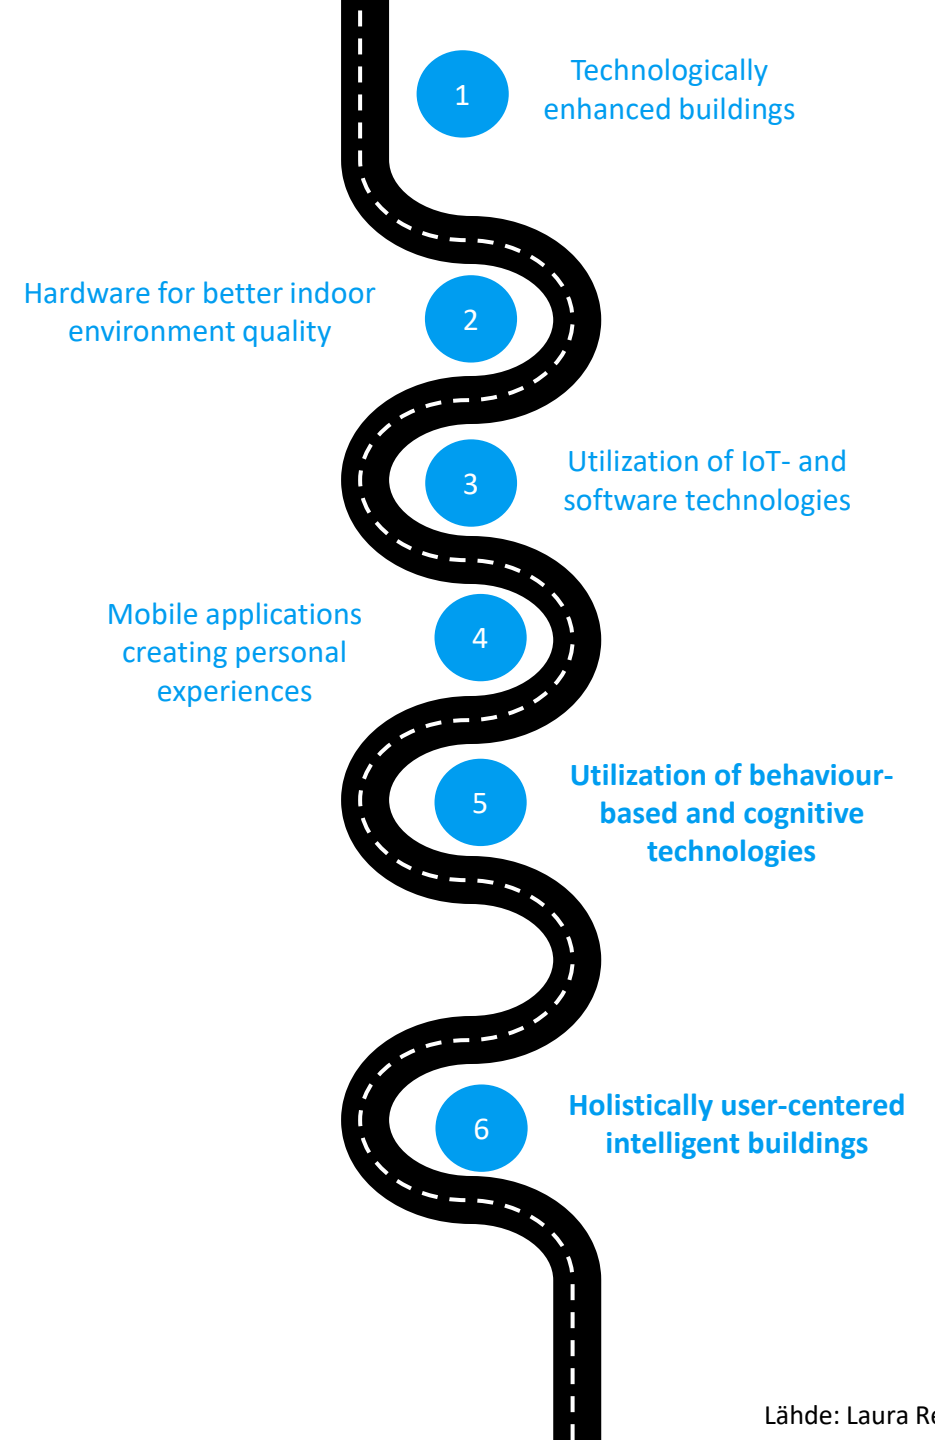 1
Technologically
enhanced buildings
Hardware for better indoor
environment quality
2
3
Utilization of IoT- and
software technologies
Mobile applications
creating personal
experiences
4
5
Utilization of behaviour-
based and cognitive
technologies
6
Holistically user-centered
intelligent buildings
Lähde: Laura